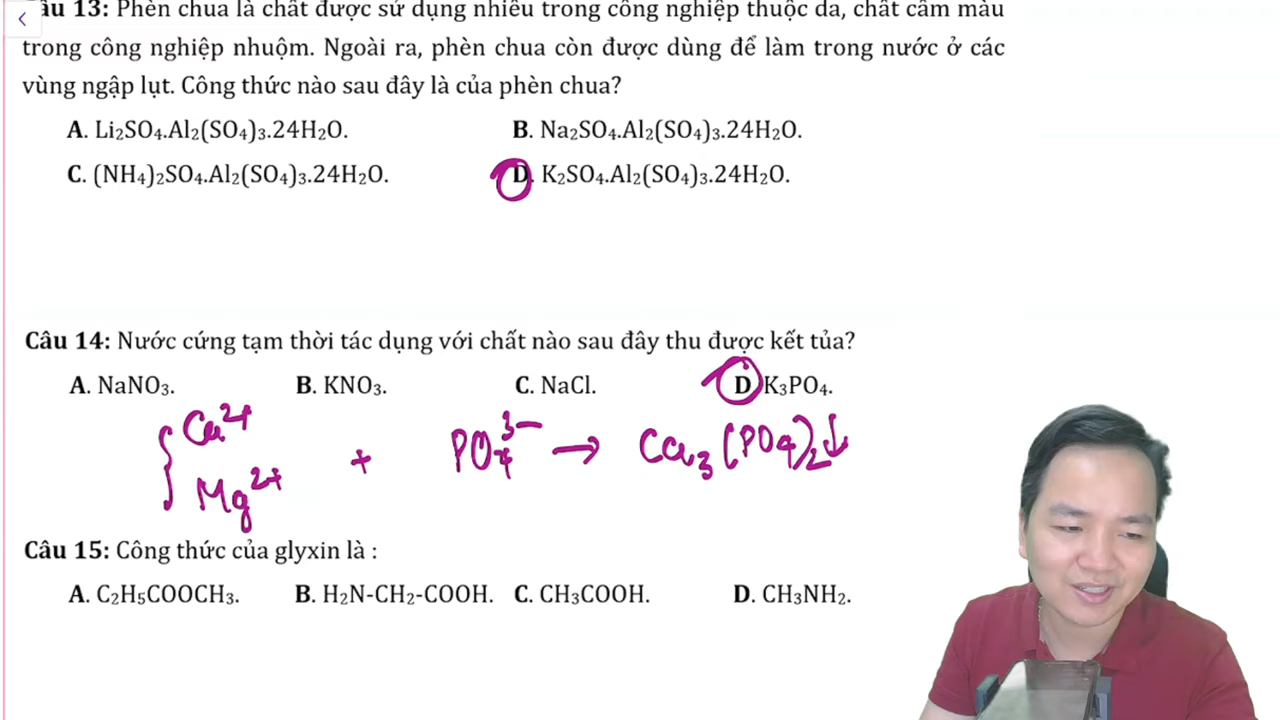 Câu 13: Phèn chua là chất được sử dụng nhiều trong công nghiệp thuộc da, chất cầm màu
trong công nghiệp nhuộm. Ngoài ra, phèn chua còn được dùng để làm trong nước ở các
vùng ngập lụt. Công thức nào sau đây là của phèn chua?
A. Li₂SO₄.Al₂(SO₄)₃.24H₂O. B. Na₂SO₄.Al₂(SO₄)₃.24H₂O.
C. (NH₄)₂SO₄.Al₂(SO₄)₃.24H₂O. D. K₂SO₄.Al₂(SO₄)₃.24H₂O.
Câu 14: Nước cứng tạm thời tác dụng với chất nào sau đây thu được kết tủa?
A. NaNO₃. B. KNO₃. C. NaCl. D. K₃PO₄.
{ Ca²⁺
Mg²⁺ + PO₄³⁻ → Ca₃(PO₄)₂↓
Câu 15: Công thức của glyxin là :
A. C₂H₅COOCH₃. B. H₂N-CH₂-COOH. C. CH₃COOH. D. CH₃NH₂.